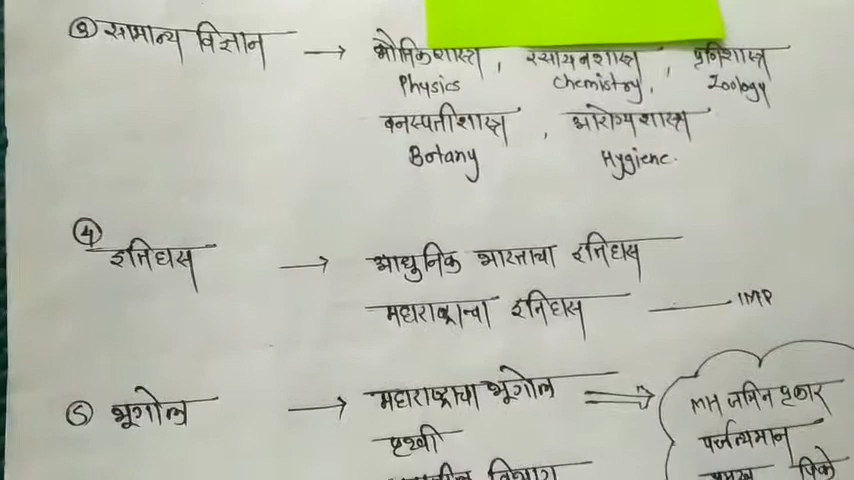 ③ सामान्य विज्ञान → भौतिकशास्त्र, रसायनशास्त्र, प्रणिशास्त्र
Physics Chemistry, Zoology
वनस्पतीशास्त्र, आरोग्यशास्त्र
Botany Hygiene.
④ इतिहास → आधुनिक भारताचा इतिहास
महाराष्ट्राचा इतिहास — IMP
⑤ भूगोल → महाराष्ट्राचा भूगोल ⇒ MH जमिन प्रकार
पृथ्वी पर्जन्यमान
विभाग पिके